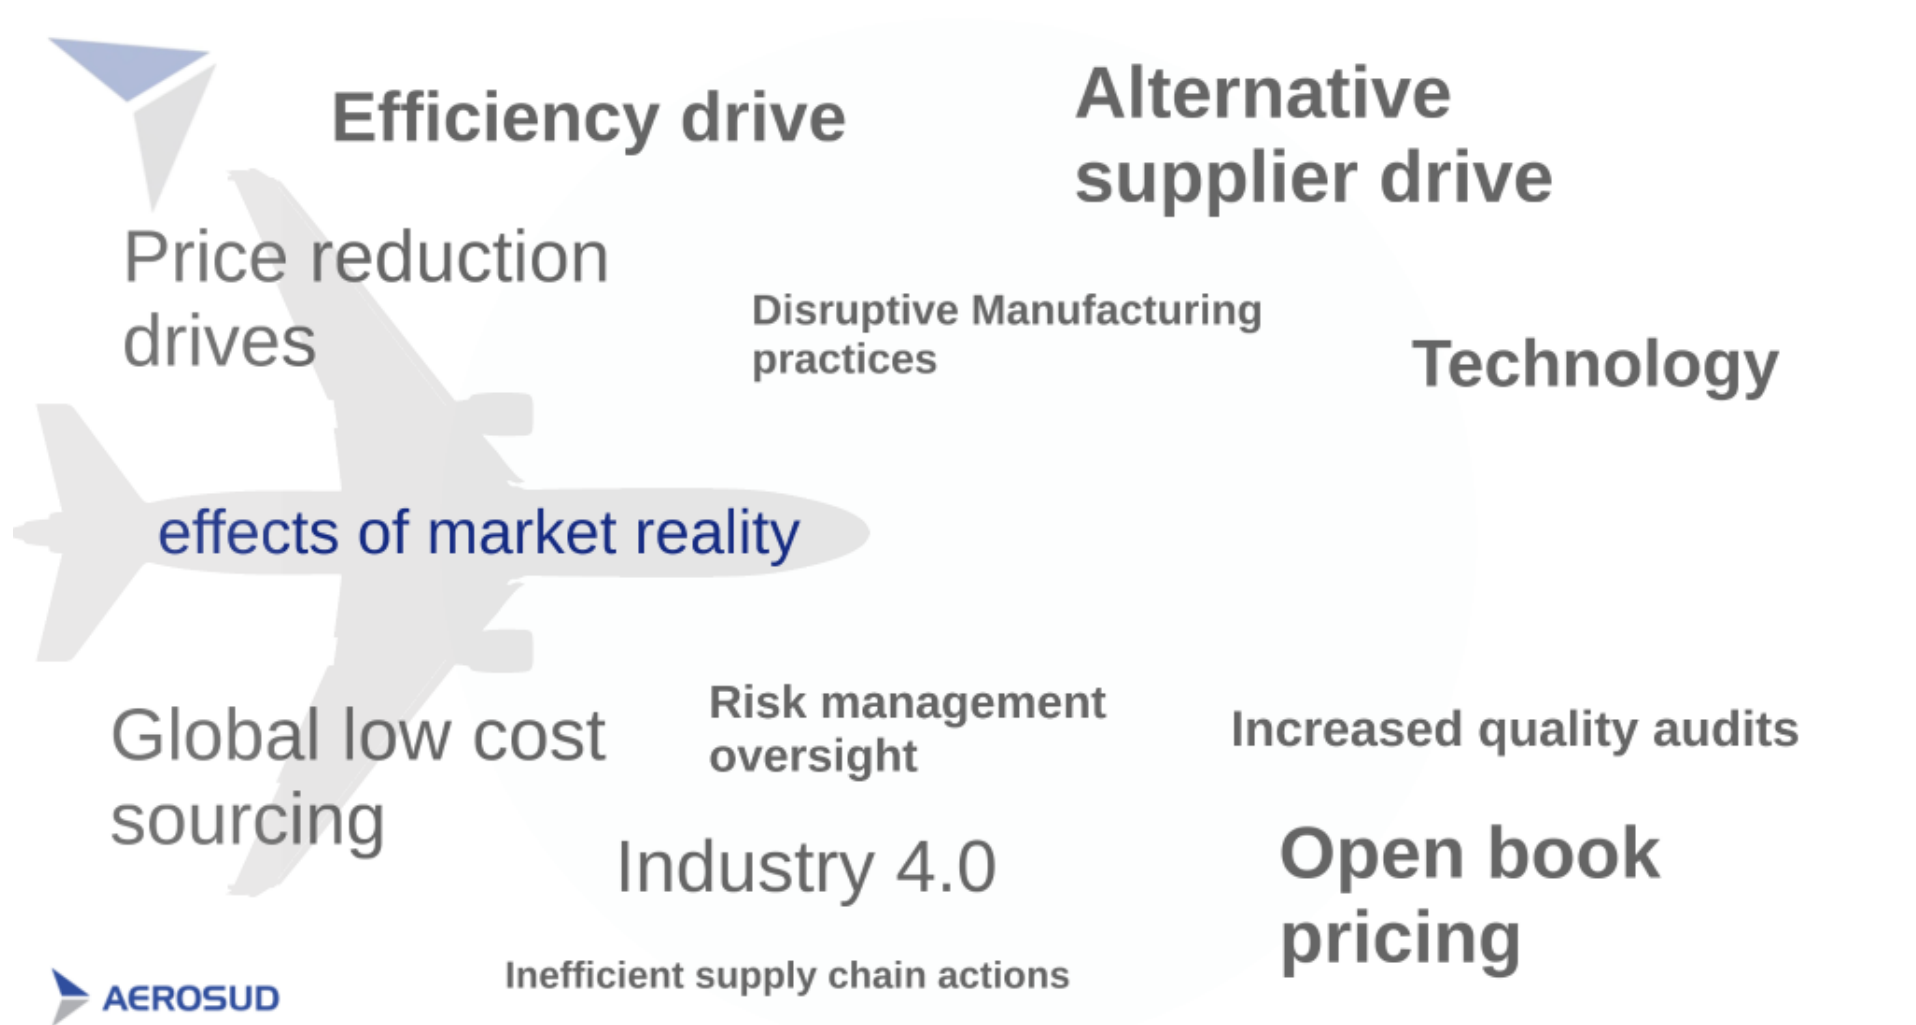 Efficiency drive
Alternative
supplier drive
Price reduction
drives
Disruptive Manufacturing
practices
Technology
effects of market reality
Global low cost
sourcing
Risk management
oversight
Increased quality audits
Industry 4.0
Open book
pricing
Inefficient supply chain actions
AEROSUD